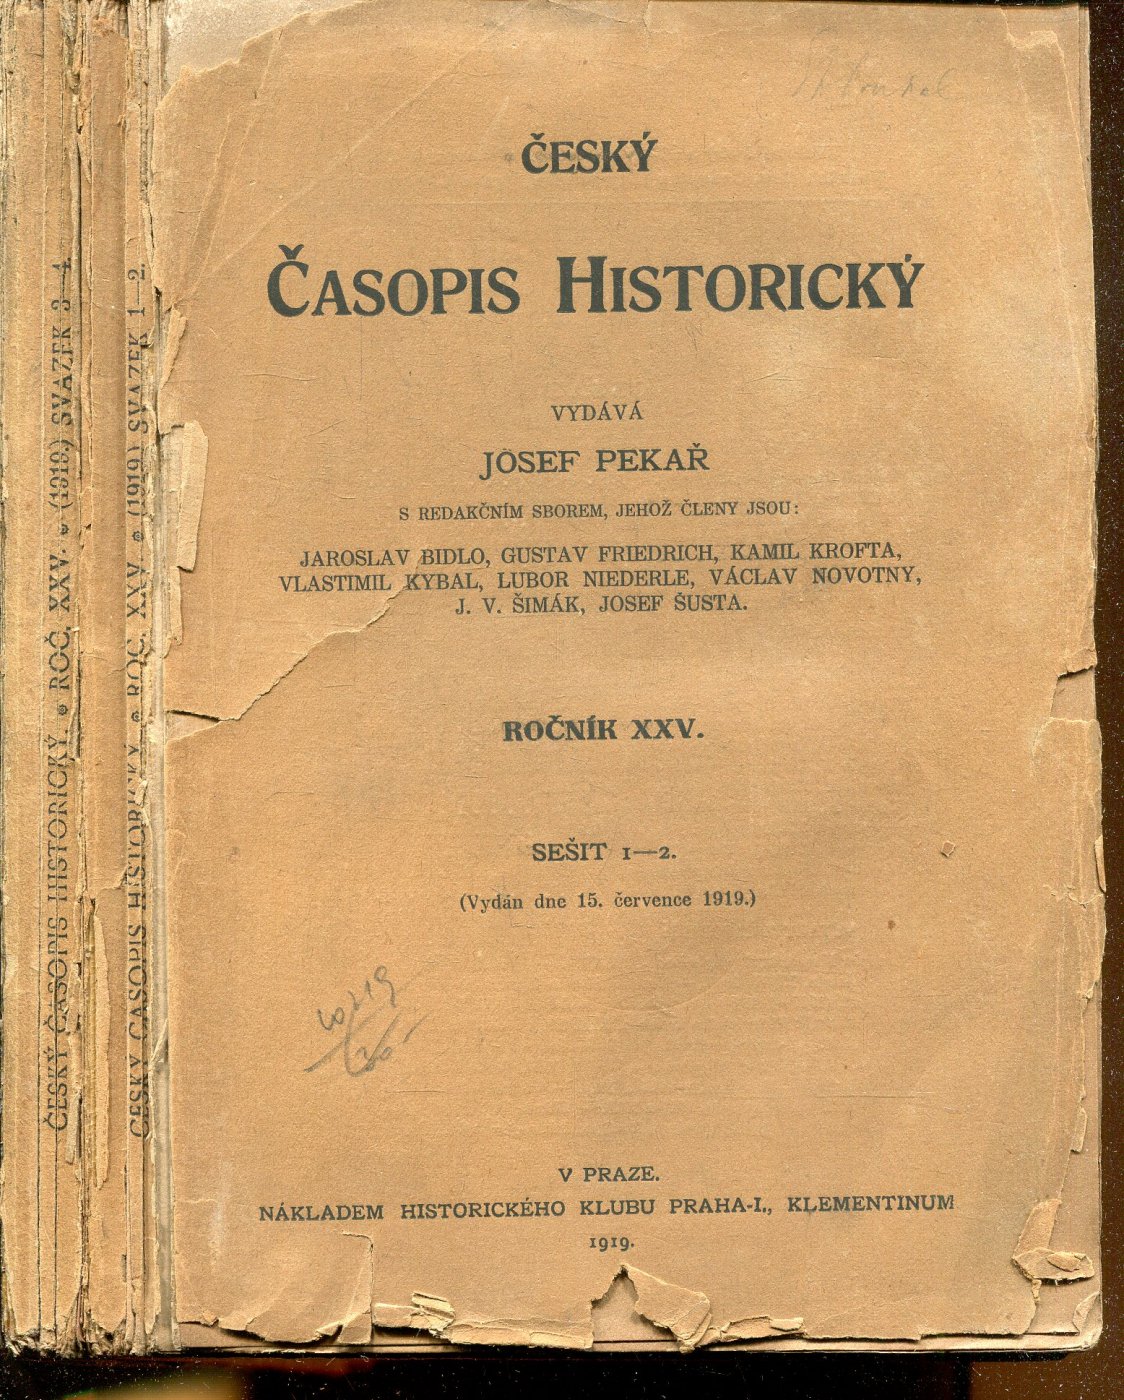 ČESKÝ
ČASOPIS HISTORICKÝ
VYDÁVÁ
JOSEF PEKAŘ
S REDAKČNÍM SBOREM, JEHOŽ ČLENY JSOU:
JAROSLAV BIDLO, GUSTAV FRIEDRICH, KAMIL KROFTA,
VLASTIMIL KYBAL, LUBOR NIEDERLE, VÁCLAV NOVOTNY,
J. V. ŠIMÁK, JOSEF ŠUSTA.
ROČNÍK XXV.
SEŠIT 1—2.
(Vydán dne 15. července 1919.)
V PRAZE.
NÁKLADEM HISTORICKÉHO KLUBU PRAHA-I., KLEMENTINUM
1919.
ČESKÝ ČASOPIS HISTORICKÝ. ROČ. XXV. (1919.) SVAZEK 3—4.
ČESKÝ ČASOPIS HISTORICKÝ. ROČ. XXV. (1919) SVAZEK 1—2.